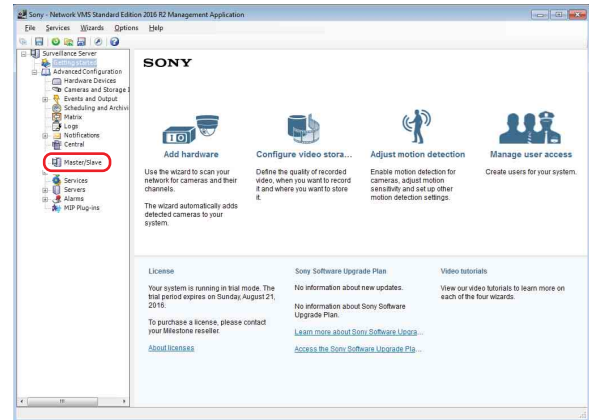 Sony - Network VMS Standard Edition 2016 R2 Management Application
File Services Wizards Options Help
Surveillance Server
Getting started
Advanced Configuration
Hardware Devices
Cameras and Storage I
Events and Output
Scheduling and Archivi
Matrix
Logs
Notifications
Central
Master/Slave
Services
Servers
Alarms
MIP Plug-ins
SONY
Add hardware
Use the wizard to scan your
network for cameras and their
channels.
The wizard automatically adds
detected cameras to your
system.
Configure video stora...
Define the quality of recorded
video, when you want to record
it and where you want to store
it.
Adjust motion detection
Enable motion detection for
cameras, adjust motion
sensitivity and set up other
motion detection settings.
Manage user access
Create users for your system.
License
Your system is running in trial mode. The
trial period expires on Sunday, August 21,
2016.
To purchase a license, please contact
your Milestone reseller.
About licenses
Sony Software Upgrade Plan
No information about new updates.
No information about Sony Software
Upgrade Plan.
Learn more about Sony Software Upgra...
Access the Sony Software Upgrade Pla...
Video tutorials
View our video tutorials to learn more on
each of the four wizards.